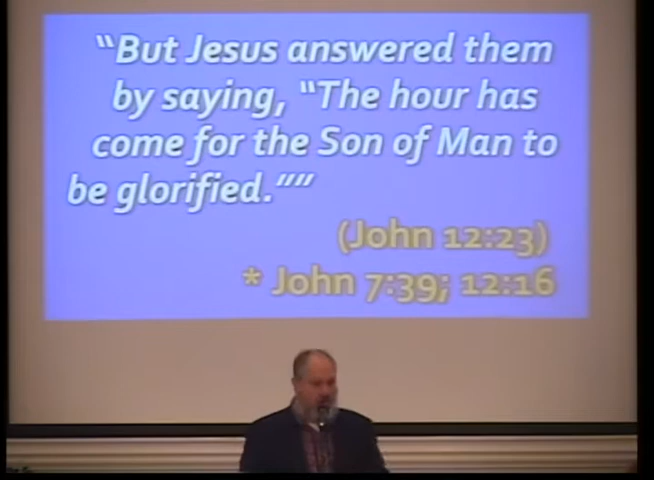 “But Jesus answered them
by saying, “The hour has
come for the Son of Man to
be glorified.””
(John 12:23)
* John 7:39; 12:16